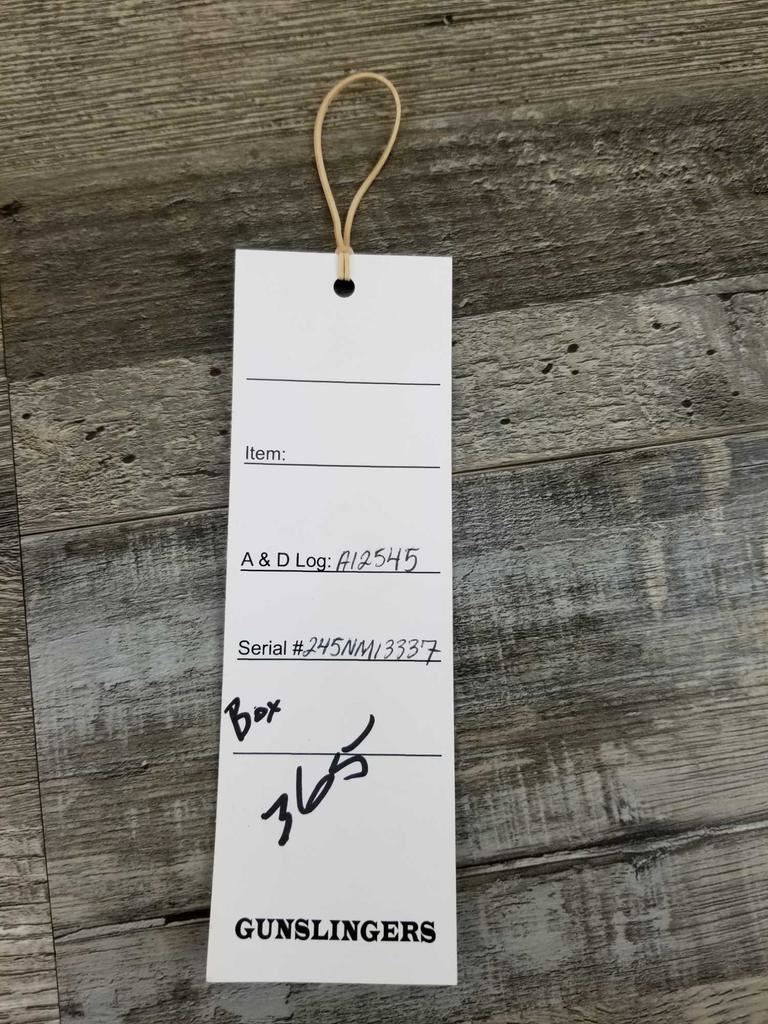 Item:
A & D Log: A12545
Serial # 245NM13337
Box
365
GUNSLINGERS